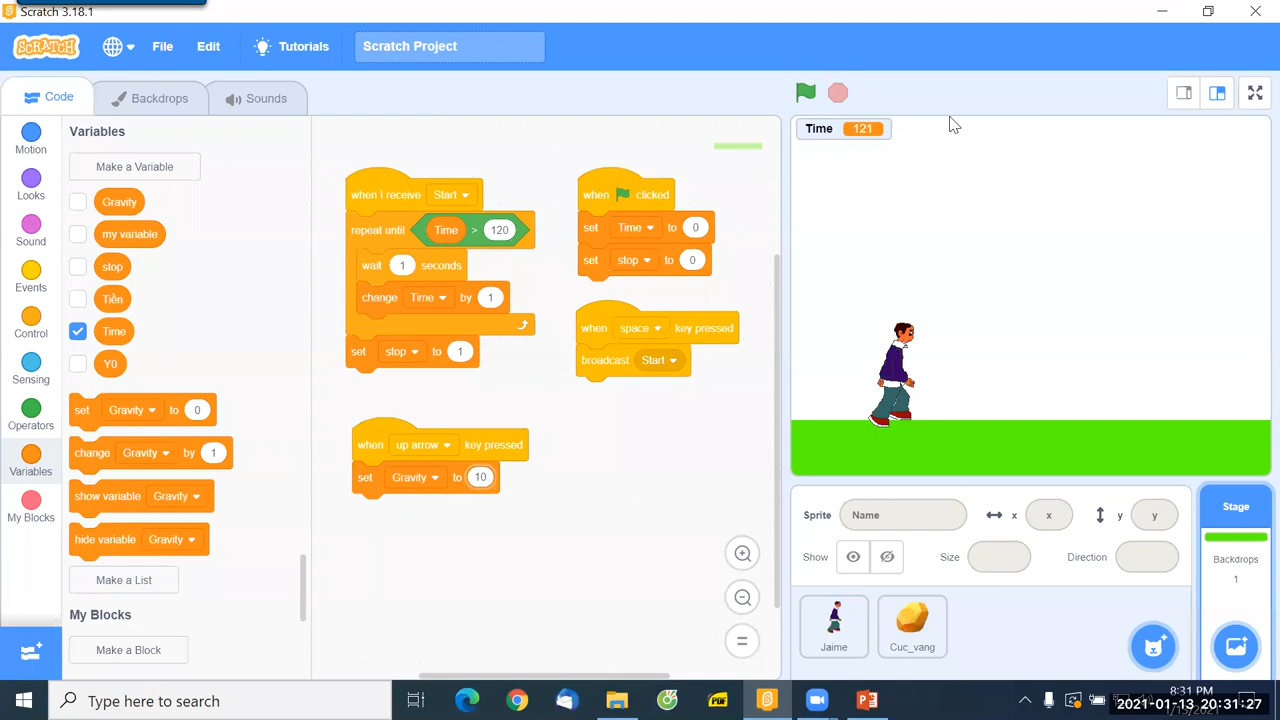 Scratch 3.18.1
SCRATCH File Edit Tutorials Scratch Project
Code Backdrops Sounds
Motion
Looks
Sound
Events
Control
Sensing
Operators
Variables
My Blocks
Variables
Make a Variable
Gravity
my variable
stop
Tiền
Time
Y0
set Gravity to 0
change Gravity by 1
show variable Gravity
hide variable Gravity
Make a List
My Blocks
Make a Block
when I receive Start
repeat until Time > 120
wait 1 seconds
change Time by 1
set stop to 1
when up arrow key pressed
set Gravity to 10
when clicked
set Time to 0
set stop to 0
when space key pressed
broadcast Start
Time 121
Sprite Name x x y y
Show Size Direction
Jaime
Cuc_vang
Stage
Backdrops
1
Type here to search
PDF
8:31 PM
2021-01-13 20:31:27